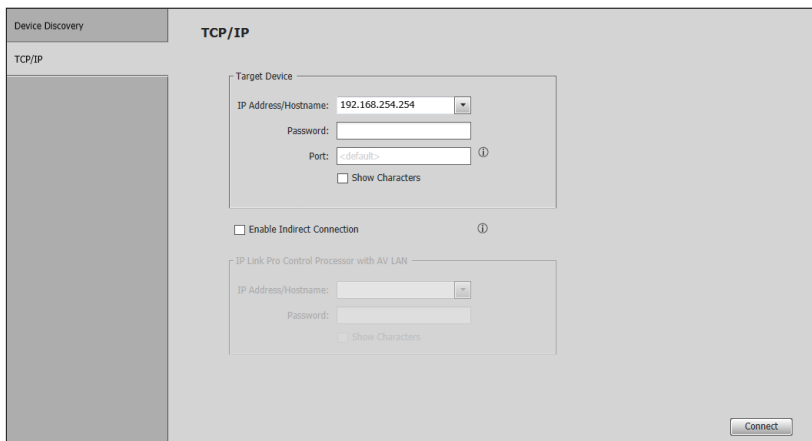 Device Discovery
TCP/IP
TCP/IP
Target Device
IP Address/Hostname: 192.168.254.254
Password:
Port: <default>
Show Characters
Enable Indirect Connection
IP Link Pro Control Processor with AV LAN
IP Address/Hostname:
Password:
Show Characters
Connect